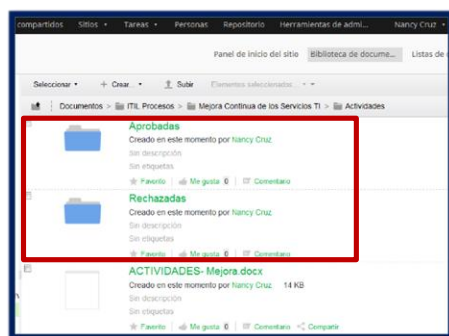 compartidos Sitios Tareas Personas Repositorio Herramientas de admi... Nancy Cruz
Panel de inicio del sitio Biblioteca de docume... Listas de
Seleccionar + Crear... Subir Elementos seleccionados...
Documentos > ITIL Procesos > Mejora Continua de los Servicios TI > Actividades
Aprobadas
Creado en este momento por Nancy Cruz
Sin descripción
Sin etiquetas
Favorito Me gusta 0 Comentario
Rechazadas
Creado en este momento por Nancy Cruz
Sin descripción
Sin etiquetas
Favorito Me gusta 0 Comentario
ACTIVIDADES- Mejora.docx
Creado en este momento por Nancy Cruz 14 KB
Sin descripción
Sin etiquetas
Favorito Me gusta 0 Comentario Compartir